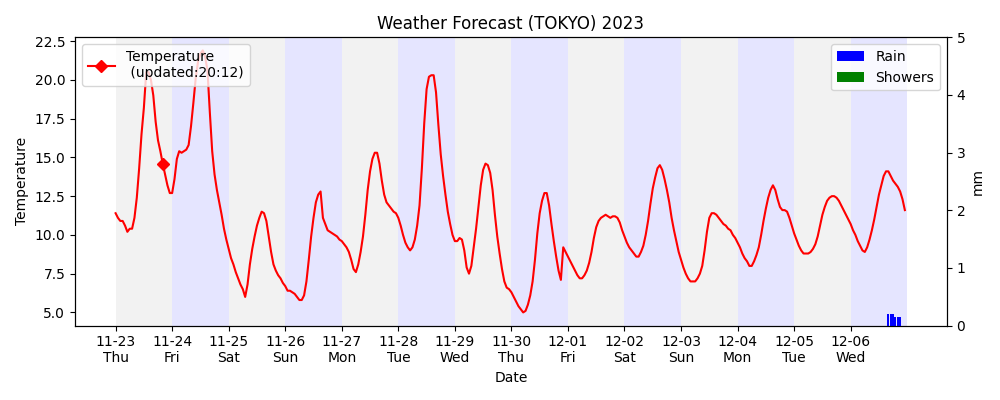 Weather Forecast (TOKYO) 2023
Temperature
(updated:20:12)
Rain
Showers
22.5
20.0
17.5
15.0
12.5
10.0
7.5
5.0
Temperature
5
4
3
2
1
0
mm
11-23 11-24 11-25 11-26 11-27 11-28 11-29 11-30 12-01 12-02 12-03 12-04 12-05 12-06
Thu Fri Sat Sun Mon Tue Wed Thu Fri Sat Sun Mon Tue Wed
Date